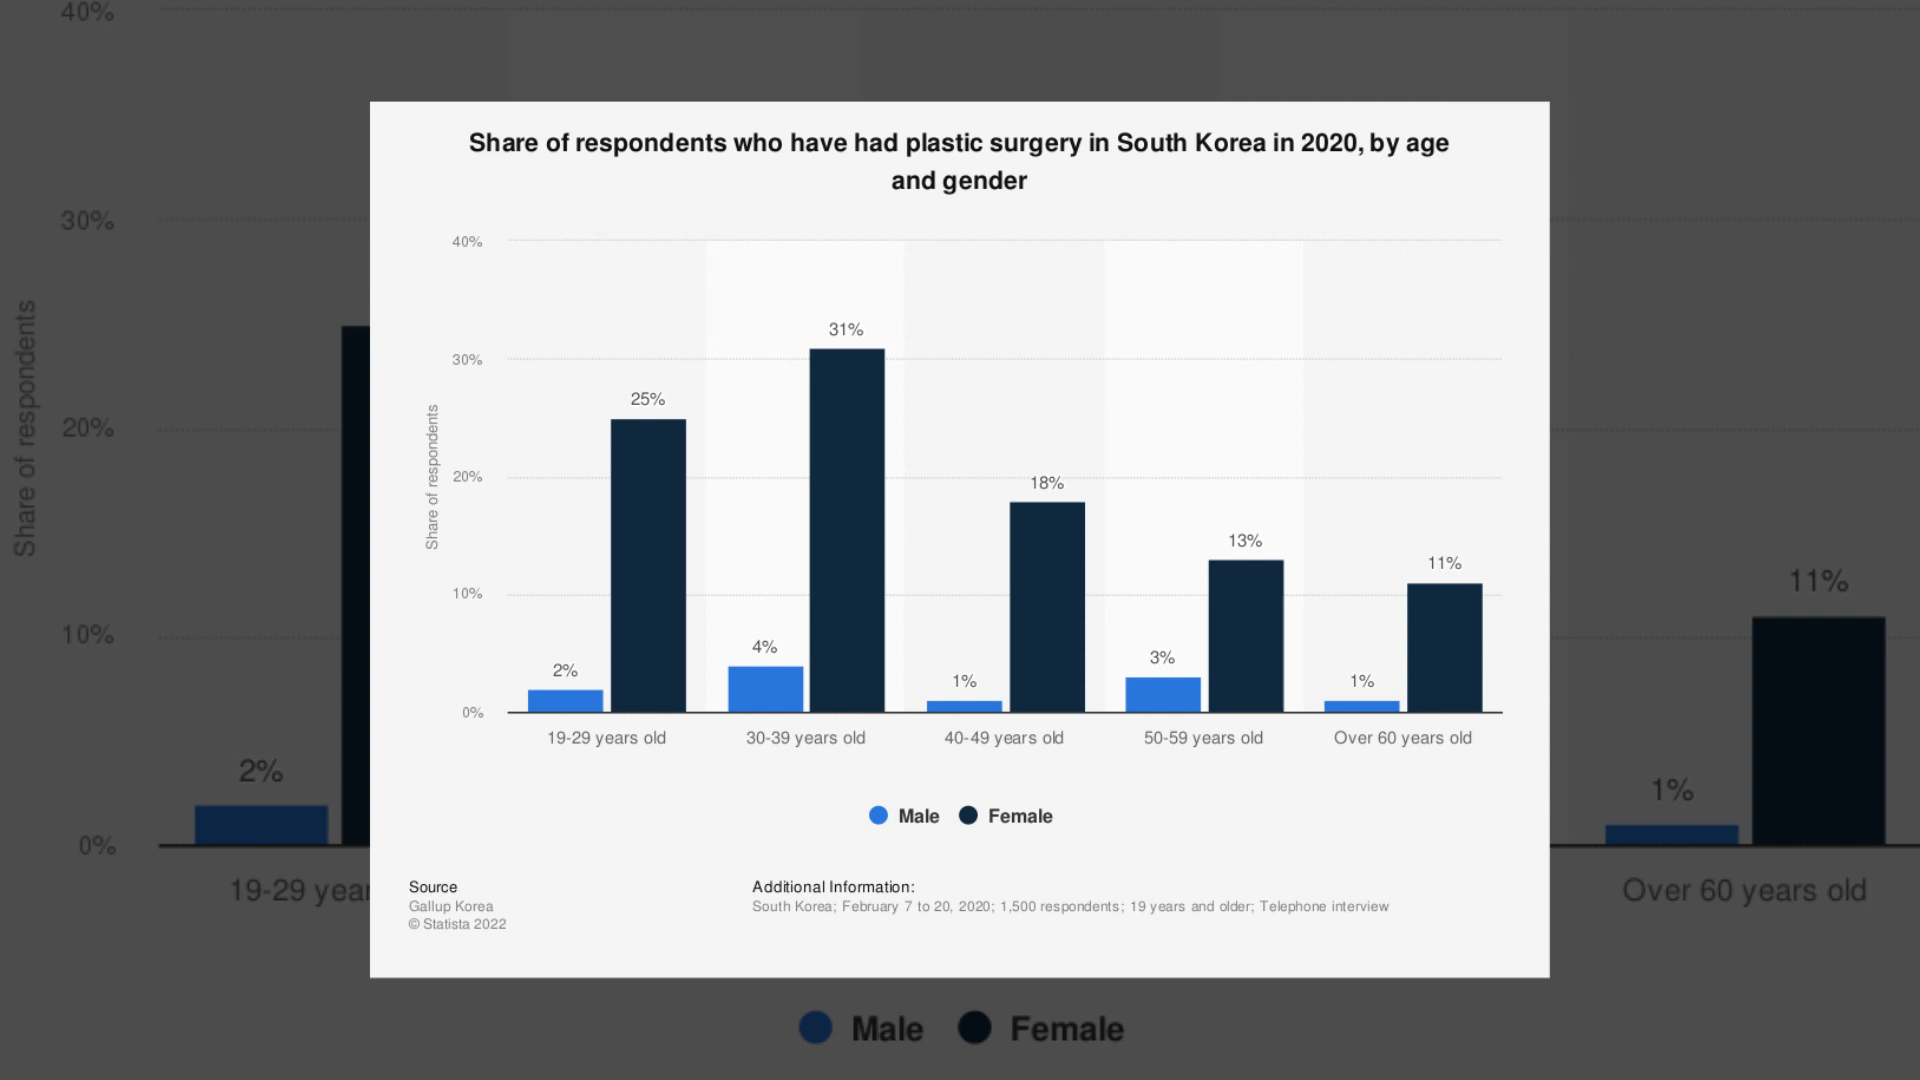 Share of respondents who have had plastic surgery in South Korea in 2020, by age
and gender
40%
30%
20%
10%
0%
Share of respondents
2%
25%
4%
31%
1%
18%
3%
13%
1%
11%
19-29 years old
30-39 years old
40-49 years old
50-59 years old
Over 60 years old
Male
Female
Source
Gallup Korea
© Statista 2022
Additional Information:
South Korea; February 7 to 20, 2020; 1,500 respondents; 19 years and older; Telephone interview
40%
30%
20%
10%
0%
Share of respondents
2%
19-29 year
1%
11%
Over 60 years old
Male
Female